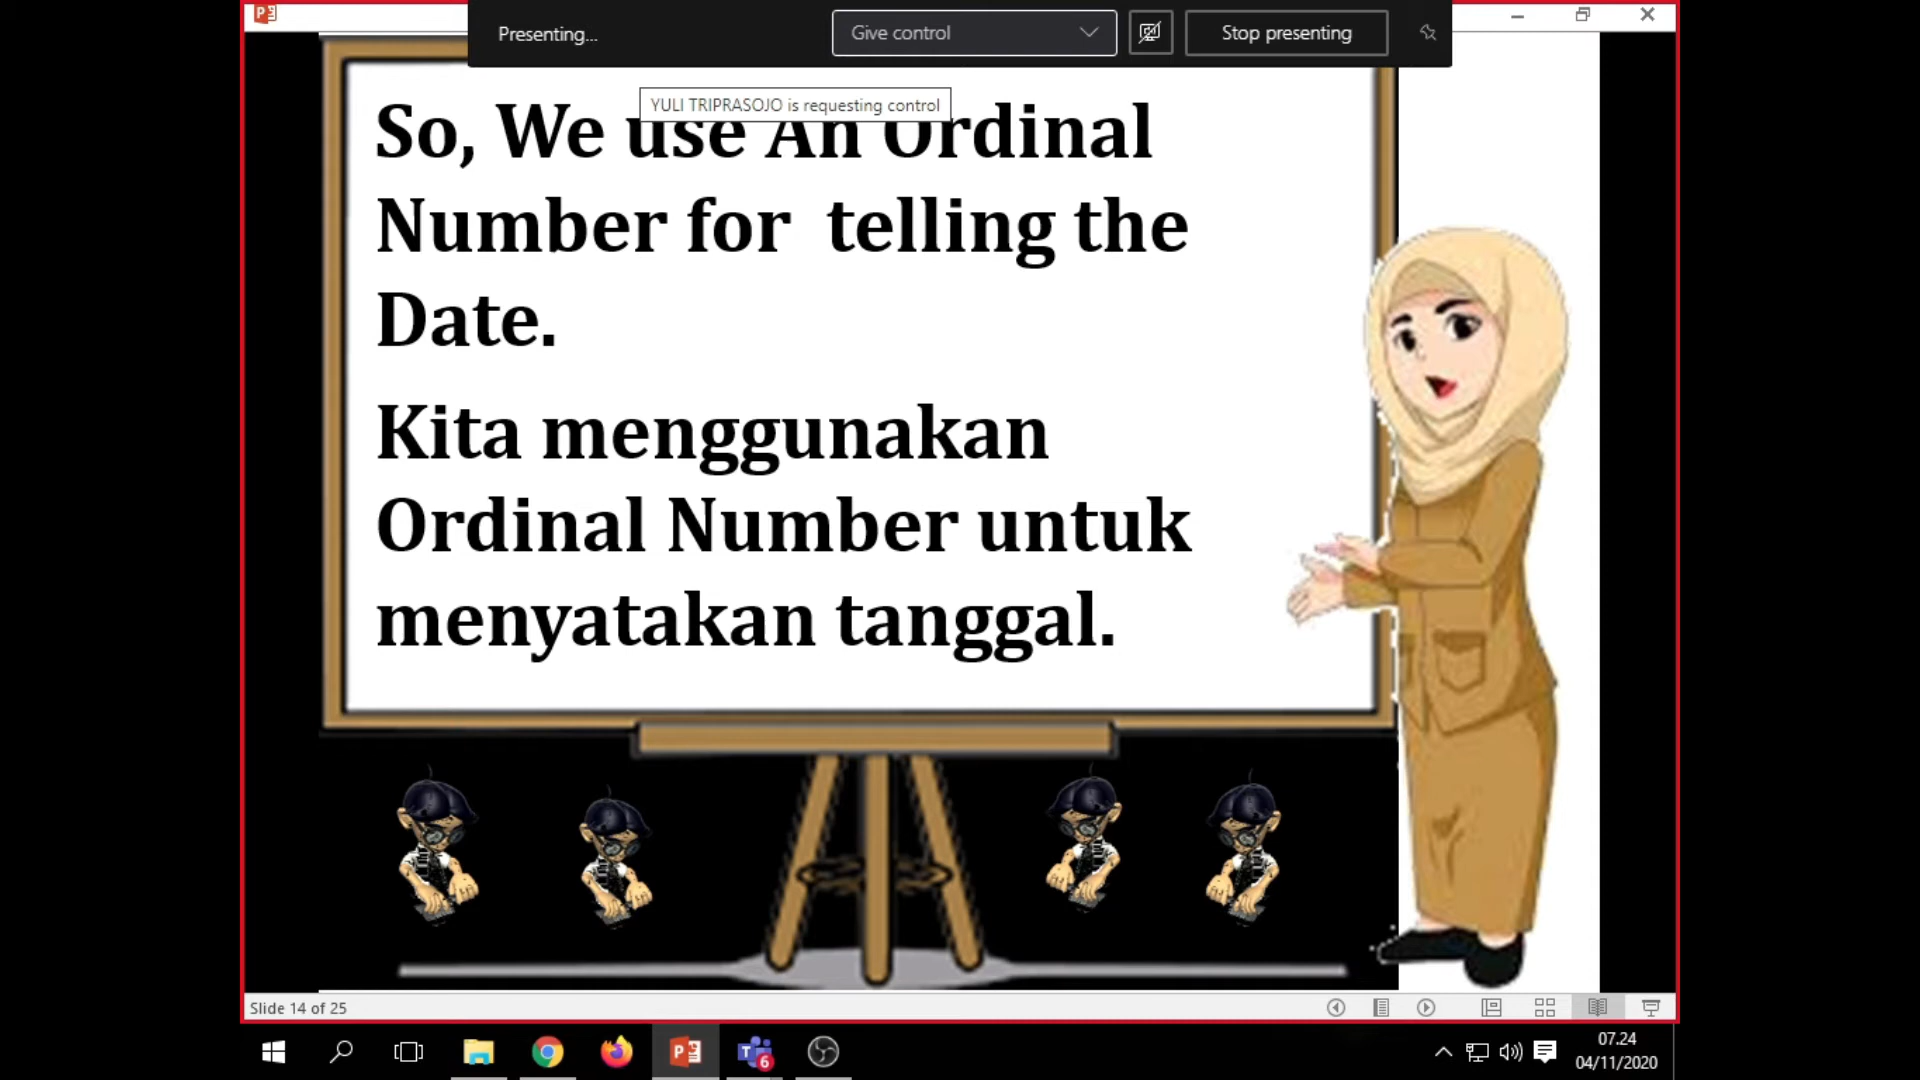 Presenting...
Give control
Stop presenting
YULI TRIPRASOJO is requesting control
So, We use An Ordinal
Number for  telling the
Date.
Kita menggunakan
Ordinal Number untuk
menyatakan tanggal.
Slide 14 of 25
6
07.24
04/11/2020